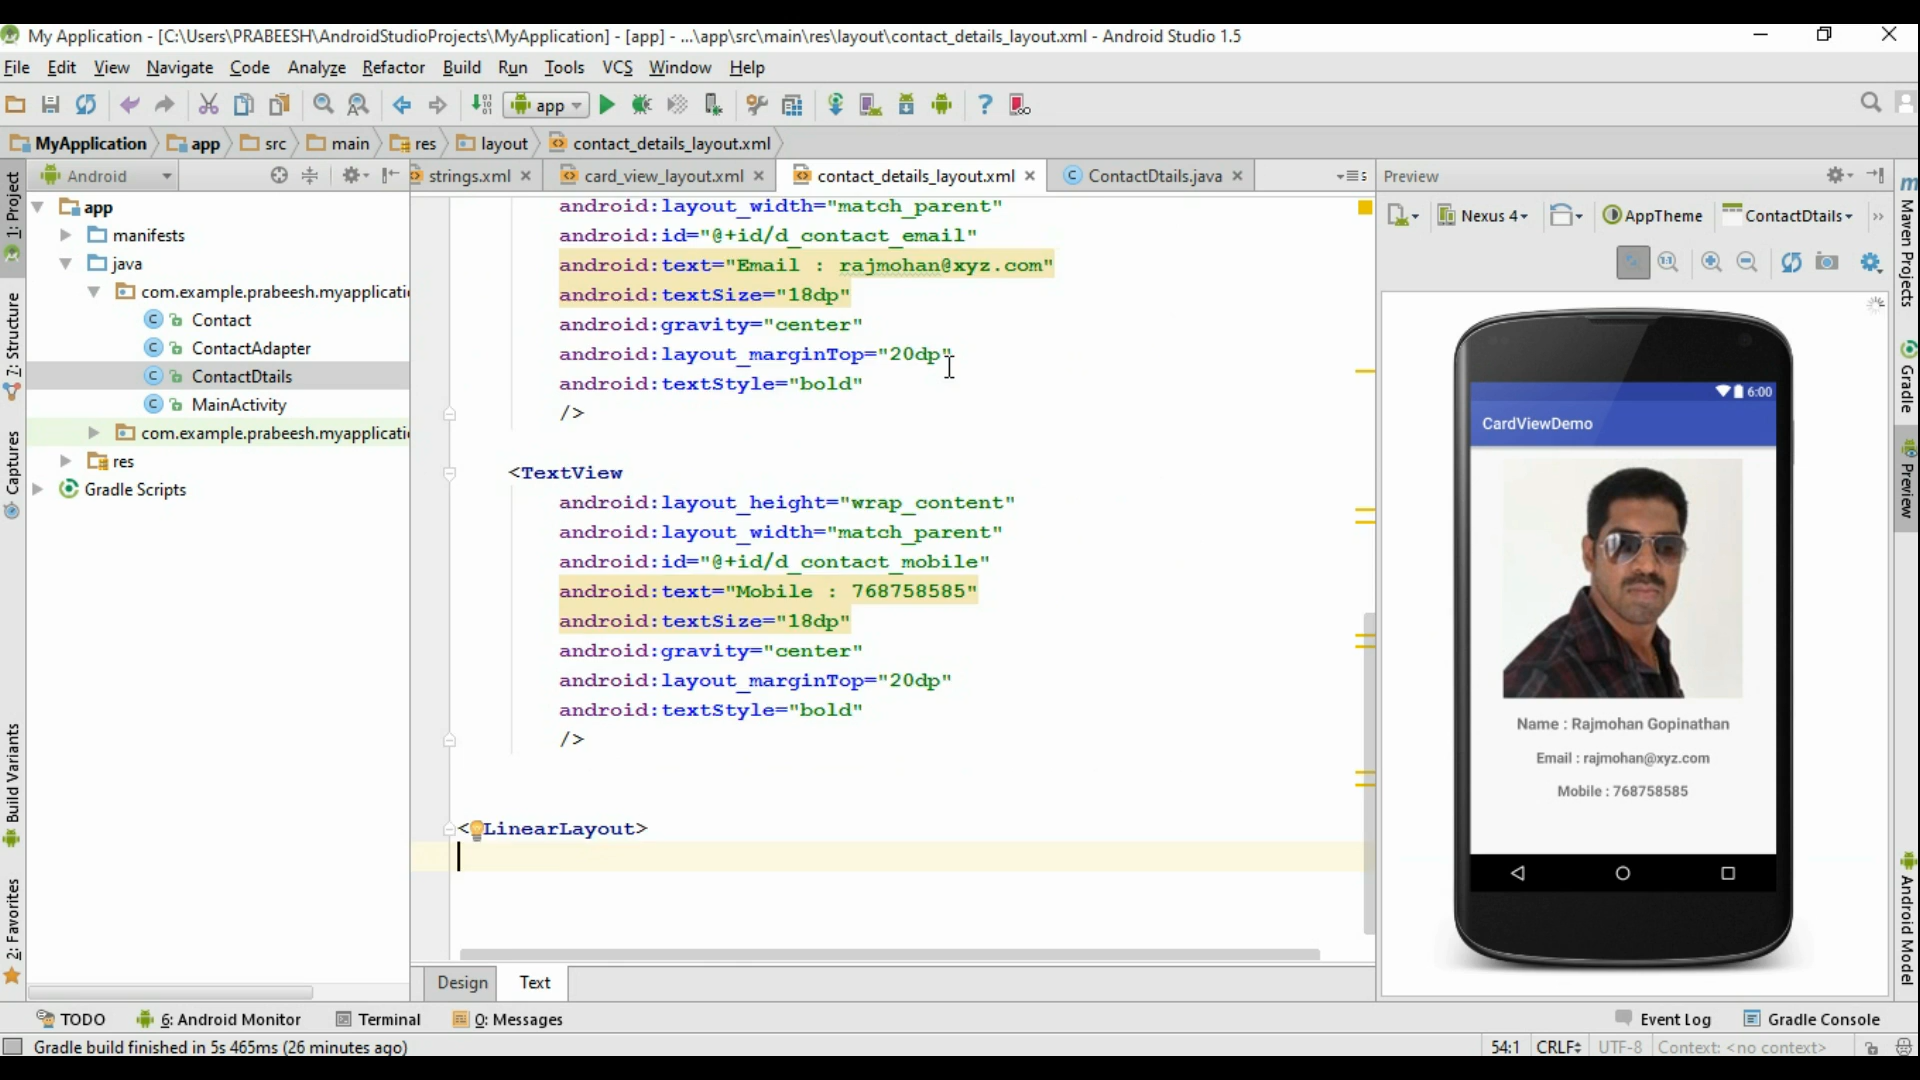 My Application - [C:\Users\PRABEESH\AndroidStudioProjects\MyApplication] - [app] - ...\app\src\main\res\layout\contact_details_layout.xml - Android Studio 1.5
File Edit View Navigate Code Analyze Refactor Build Run Tools VCS Window Help
app
MyApplication app src main res layout contact_details_layout.xml
Android
strings.xml card_view_layout.xml contact_details_layout.xml ContactDtails.java
5
Preview
Nexus 4 AppTheme ContactDtails
1: Project
7: Structure
Captures
Build Variants
2: Favorites
app
manifests
java
com.example.prabeesh.myapplicati
Contact
ContactAdapter
ContactDtails
MainActivity
com.example.prabeesh.myapplicati
res
Gradle Scripts
android:layout_width="match_parent"
android:id="@+id/d_contact_email"
android:text="Email : rajmohan@xyz.com"
android:textSize="18dp"
android:gravity="center"
android:layout_marginTop="20dp"
android:textStyle="bold"
/>
<TextView
android:layout_height="wrap_content"
android:layout_width="match_parent"
android:id="@+id/d_contact_mobile"
android:text="Mobile : 768758585"
android:textSize="18dp"
android:gravity="center"
android:layout_marginTop="20dp"
android:textStyle="bold"
/>
< LinearLayout>
Design Text
6:00
CardViewDemo
Name : Rajmohan Gopinathan
Email : rajmohan@xyz.com
Mobile : 768758585
m Maven Projects
Gradle
Preview
Android Model
TODO 6: Android Monitor Terminal 0: Messages Event Log Gradle Console
Gradle build finished in 5s 465ms (26 minutes ago) 54:1 CRLF UTF-8 Context: <no context>